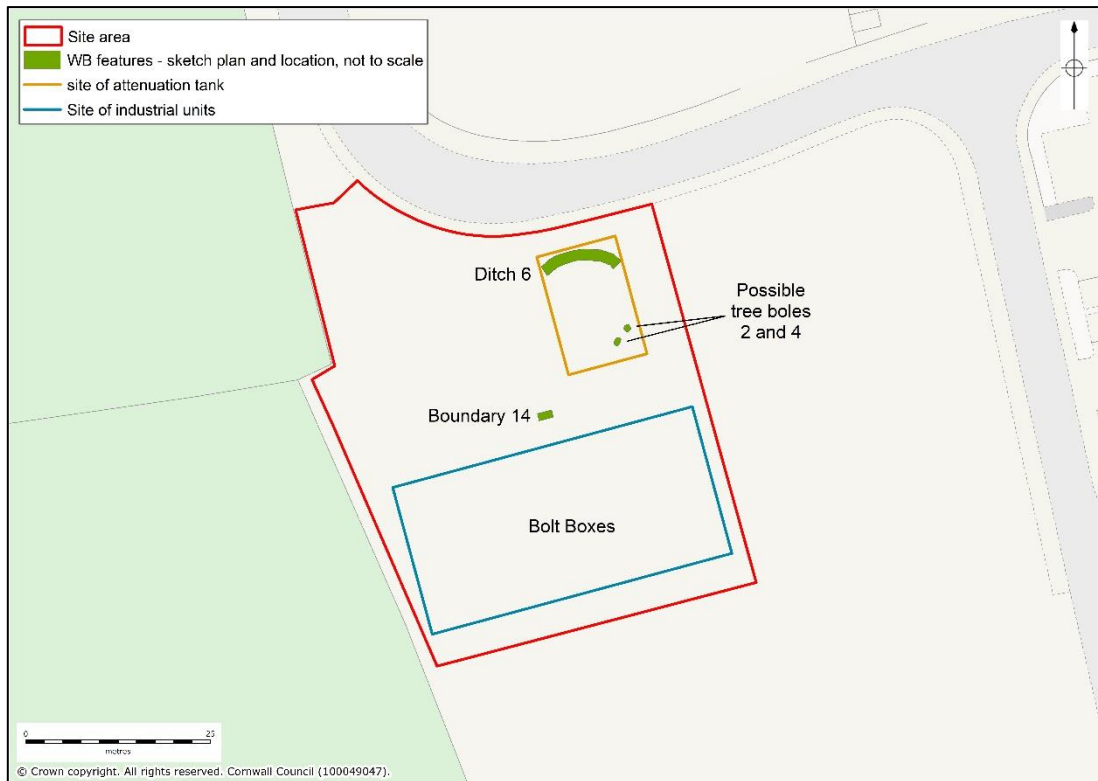 Site area
WB features - sketch plan and location, not to scale
site of attenuation tank
Site of industrial units
Ditch 6
Possible
tree boles
2 and 4
Boundary 14
Bolt Boxes
0 25
metres
© Crown copyright. All rights reserved. Cornwall Council (100049047).